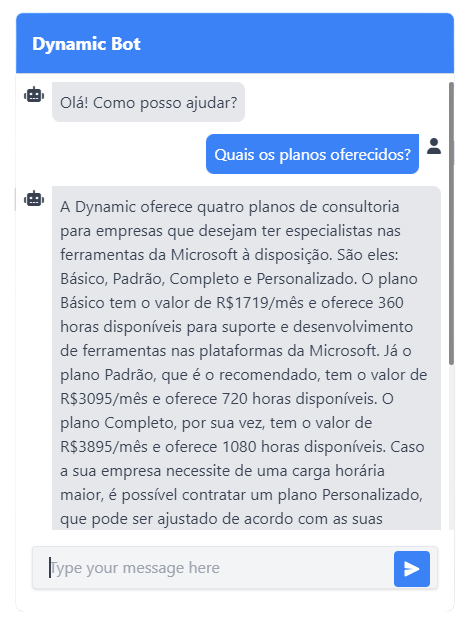 Dynamic Bot
Olá! Como posso ajudar?
Quais os planos oferecidos?
A Dynamic oferece quatro planos de consultoria
para empresas que desejam ter especialistas nas
ferramentas da Microsoft à disposição. São eles:
Básico, Padrão, Completo e Personalizado. O plano
Básico tem o valor de R$1719/mês e oferece 360
horas disponíveis para suporte e desenvolvimento
de ferramentas nas plataformas da Microsoft. Já o
plano Padrão, que é o recomendado, tem o valor de
R$3095/mês e oferece 720 horas disponíveis. O
plano Completo, por sua vez, tem o valor de
R$3895/mês e oferece 1080 horas disponíveis. Caso
a sua empresa necessite de uma carga horária
maior, é possível contratar um plano Personalizado,
que pode ser ajustado de acordo com as suas
Type your message here